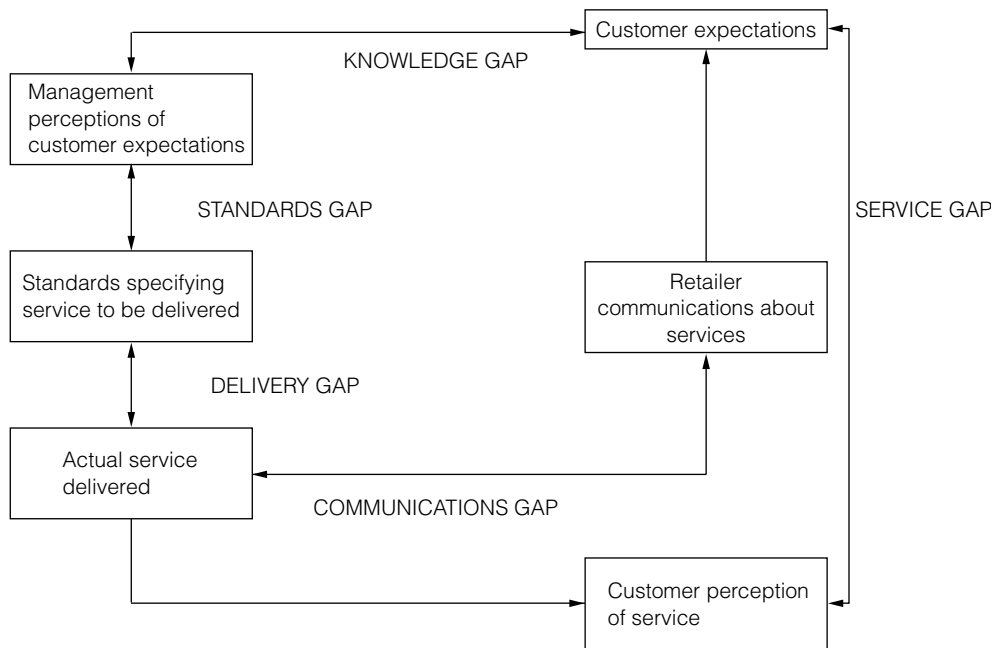 Customer expectations
KNOWLEDGE GAP
Management
perceptions of
customer expectations
STANDARDS GAP
SERVICE GAP
Standards specifying
service to be delivered
Retailer
communications about
services
DELIVERY GAP
Actual service
delivered
COMMUNICATIONS GAP
Customer perception
of service